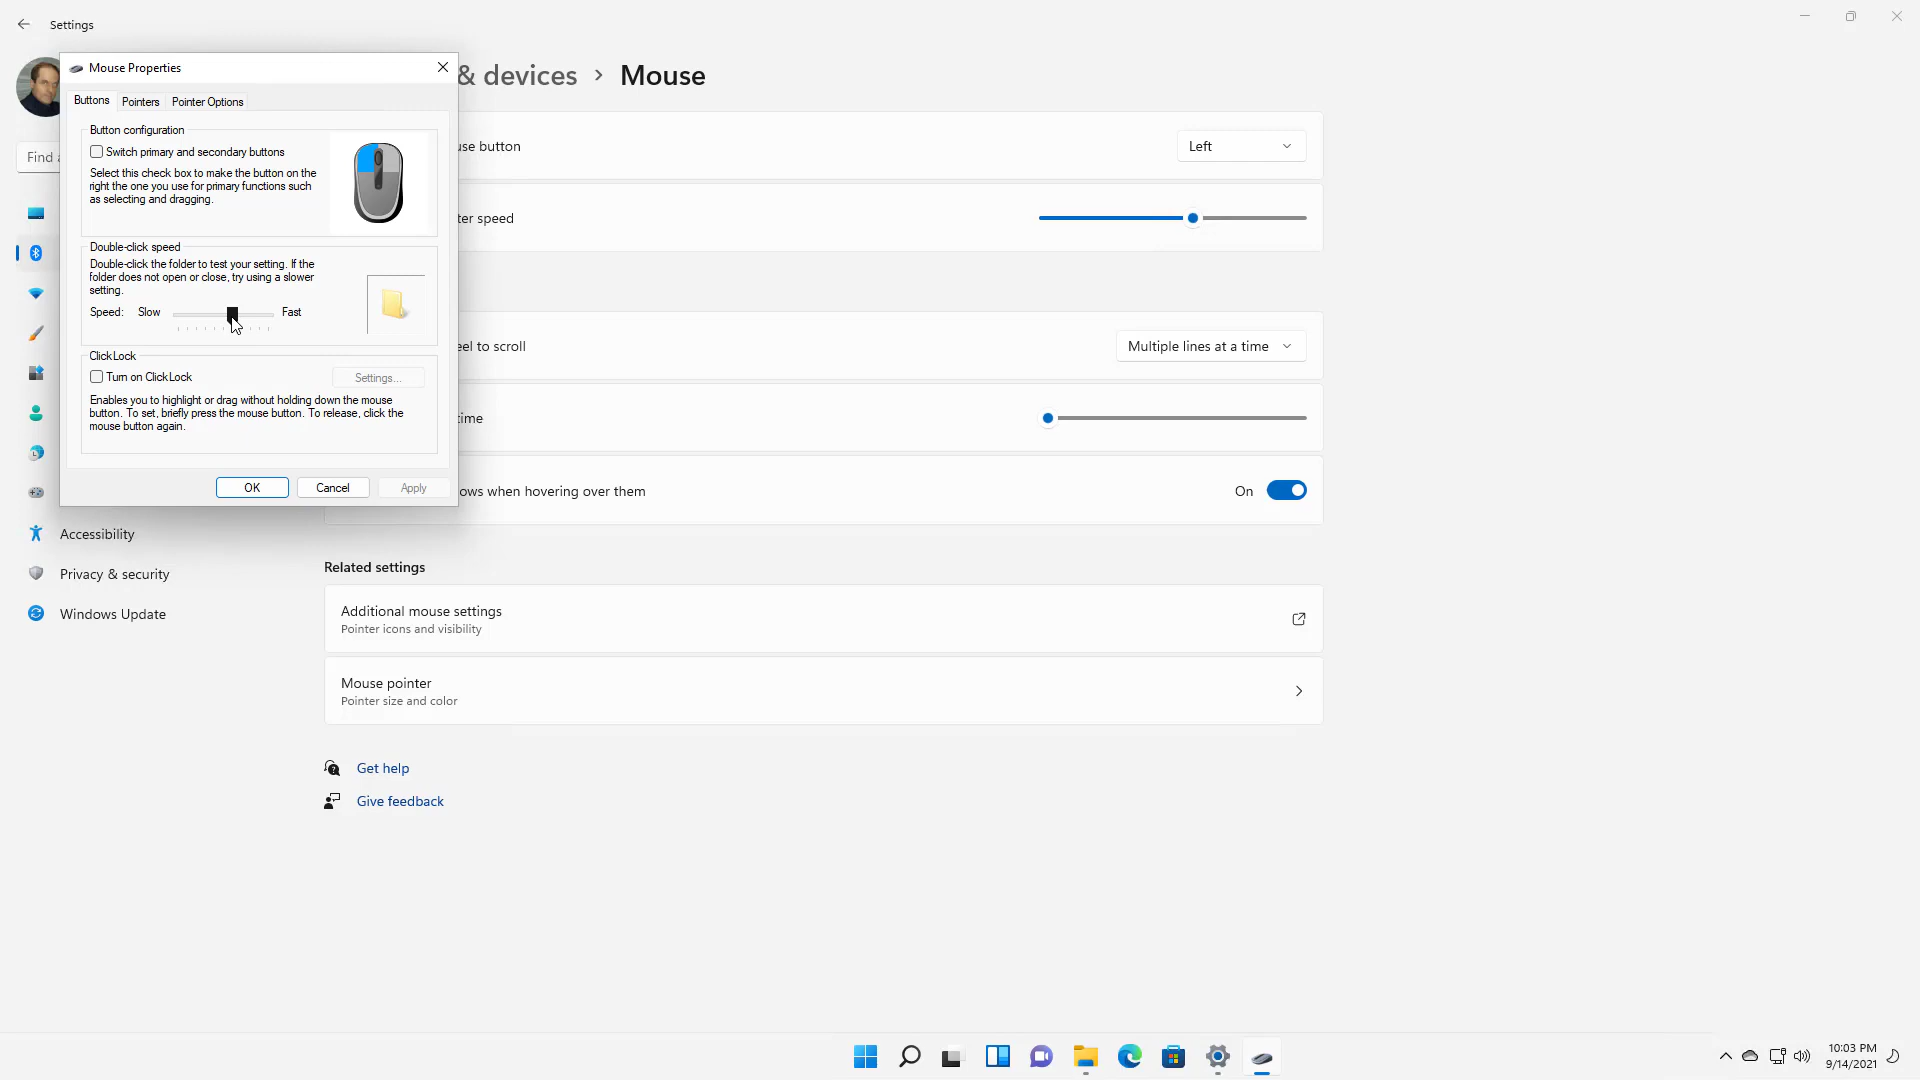 Settings
Mouse Properties
& devices › Mouse
Buttons
Pointers
Pointer Options
Button configuration
Switch primary and secondary buttons
Select this check box to make the button on the
right the one you use for primary functions such
as selecting and dragging.
Double-click speed
Double-click the folder to test your setting. If the
folder does not open or close, try using a slower
setting.
Speed: Slow Fast
ClickLock
Turn on ClickLock
Settings...
Enables you to highlight or drag without holding down the mouse
button. To set, briefly press the mouse button. To release, click the
mouse button again.
OK
Cancel
Apply
Find a
use button
Left
ter speed
eel to scroll
Multiple lines at a time
time
ows when hovering over them
On
Accessibility
Privacy & security
Windows Update
Related settings
Additional mouse settings
Pointer icons and visibility
Mouse pointer
Pointer size and color
Get help
Give feedback
10:03 PM
9/14/2021